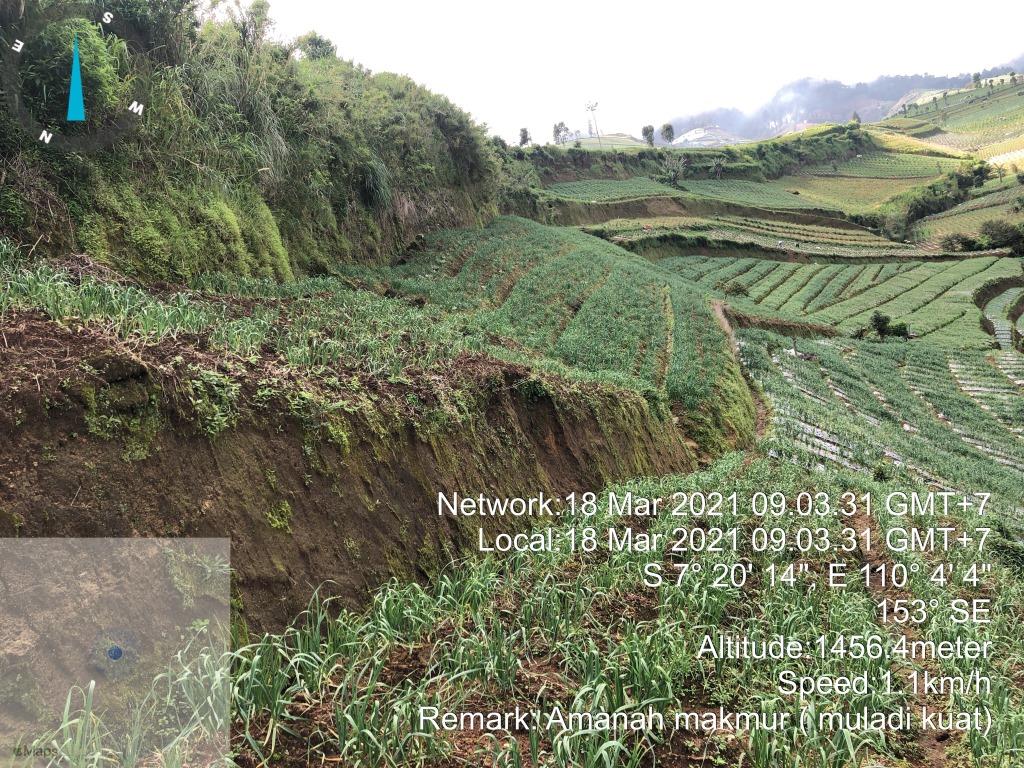 S
E
W
N
Network:18 Mar 2021 09.03.31 GMT+7
Local:18 Mar 2021 09.03.31 GMT+7
S 7° 20' 14", E 110° 4' 4"
153° SE
Altitude:1456.4meter
Speed 1.1km/h
Remark: Amanah makmur ( muladi kuat)
Maps